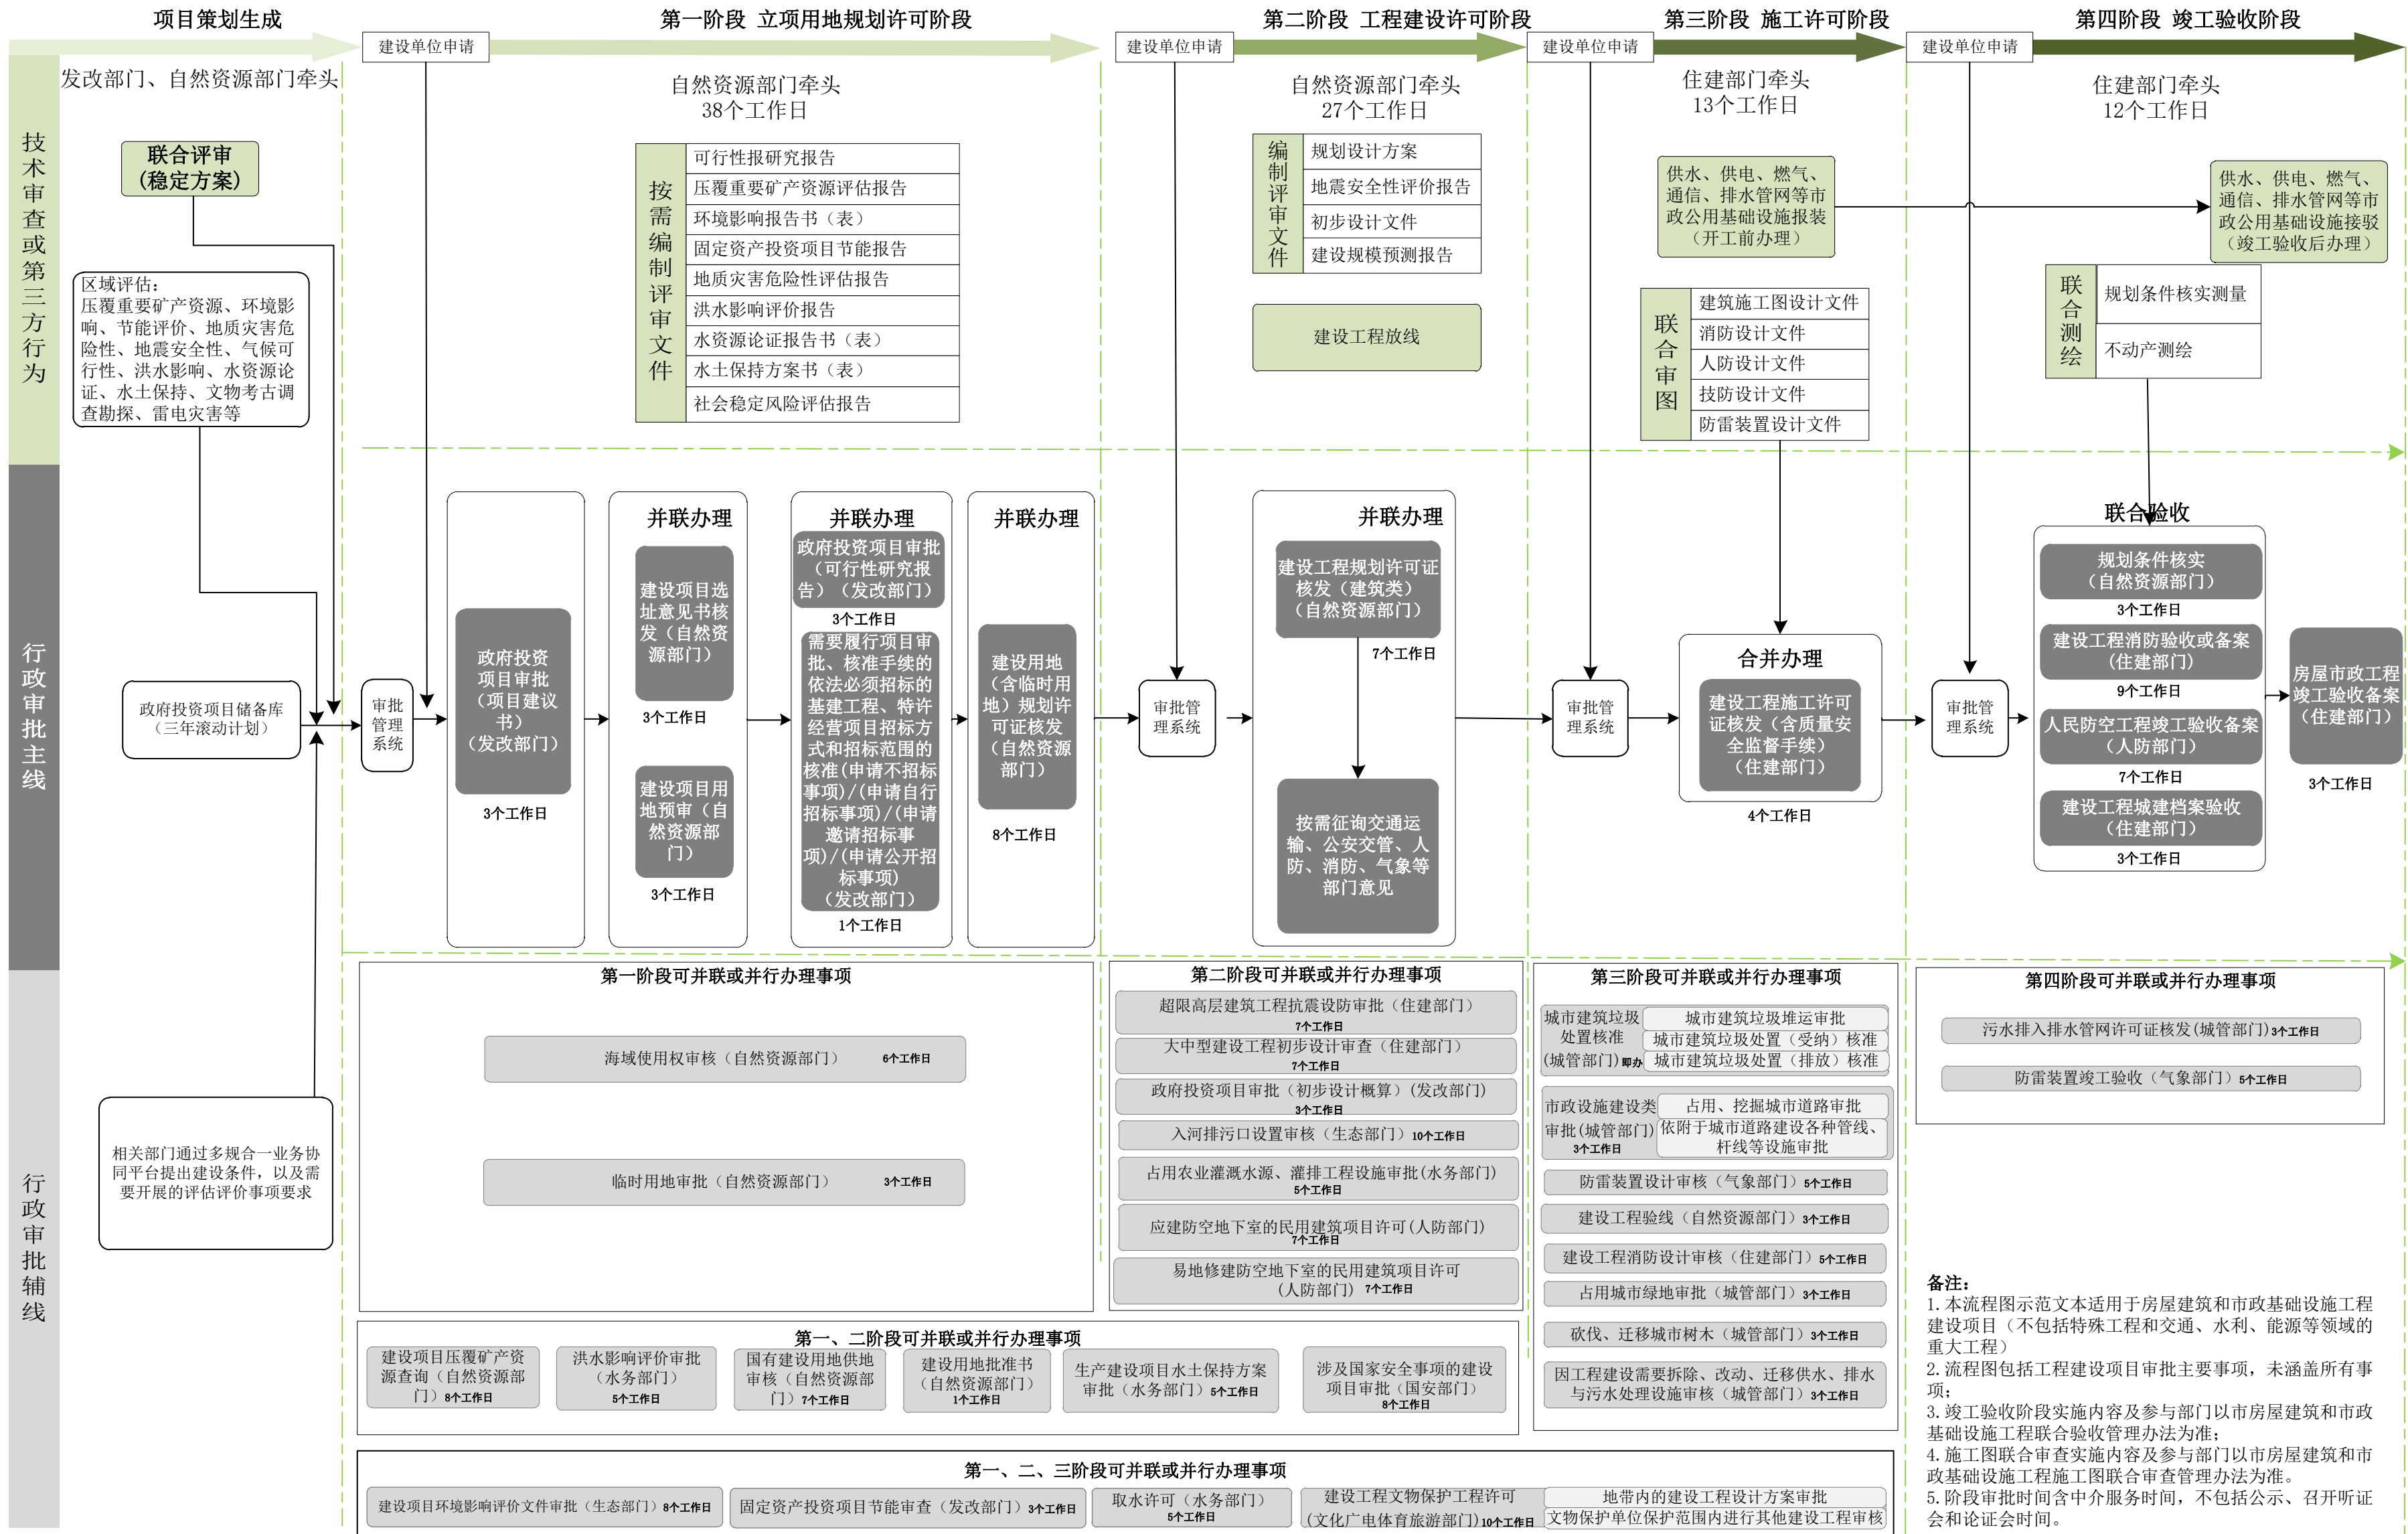 项目策划生成
第一阶段 立项用地规划许可阶段
第二阶段 工程建设许可阶段
第三阶段 施工许可阶段
第四阶段 竣工验收阶段
建设单位申请
建设单位申请
建设单位申请
建设单位申请
技术审查或第三方行为
发改部门、自然资源部门牵头
联合评审
(稳定方案)
区域评估：
压覆重要矿产资源、环境影
响、节能评价、地质灾害危
险性、地震安全性、气候可
行性、洪水影响、水资源论
证、水土保持、文物考古调
查勘探、雷电灾害等
自然资源部门牵头
38个工作日
按需编制评审文件
可行性报研究报告
压覆重要矿产资源评估报告
环境影响报告书（表）
固定资产投资项目节能报告
地质灾害危险性评估报告
洪水影响评价报告
水资源论证报告书（表）
水土保持方案书（表）
社会稳定风险评估报告
自然资源部门牵头
27个工作日
编制评审文件
规划设计方案
地震安全性评价报告
初步设计文件
建设规模预测报告
建设工程放线
住建部门牵头
13个工作日
供水、供电、燃气、
通信、排水管网等市
政公用基础设施报装
（开工前办理）
联合审图
建筑施工图设计文件
消防设计文件
人防设计文件
技防设计文件
防雷装置设计文件
住建部门牵头
12个工作日
供水、供电、燃气、
通信、排水管网等市
政公用基础设施接驳
（竣工验收后办理）
联合测绘
规划条件核实测量
不动产测绘
行政审批主线
政府投资项目储备库
（三年滚动计划）
审批
管理
系统
政府投资
项目审批
（项目建议
书）
（发改部门）
3个工作日
并联办理
建设项目选
址意见书核
发（自然资
源部门）
3个工作日
建设项目用
地预审（自
然资源部
门）
3个工作日
并联办理
政府投资项目审批
（可行性研究报
告）（发改部门）
3个工作日
需要履行项目审
批、核准手续的
依法必须招标的
基建工程、特许
经营项目招标方
式和招标范围的
核准(申请不招标
事项)/(申请自行
招标事项)/(申请
邀请招标事
项)/(申请公开招
标事项)
（发改部门）
1个工作日
并联办理
建设用地
（含临时用
地）规划许
可证核发
（自然资源
部门）
8个工作日
审批管
理系统
并联办理
建设工程规划许可证
核发（建筑类）
（自然资源部门）
7个工作日
按需征询交通运
输、公安交管、人
防、消防、气象等
部门意见
审批管
理系统
合并办理
建设工程施工许可
证核发（含质量安
全监督手续）
（住建部门）
4个工作日
审批管
理系统
联合验收
规划条件核实
（自然资源部门）
3个工作日
建设工程消防验收或备案
(住建部门)
9个工作日
人民防空工程竣工验收备案
（人防部门）
7个工作日
建设工程城建档案验收
（住建部门）
3个工作日
房屋市政工程
竣工验收备案
（住建部门）
3个工作日
行政审批辅线
相关部门通过多规合一业务协
同平台提出建设条件，以及需
要开展的评估评价事项要求
第一阶段可并联或并行办理事项
海域使用权审核（自然资源部门） 6个工作日
临时用地审批（自然资源部门） 3个工作日
第二阶段可并联或并行办理事项
超限高层建筑工程抗震设防审批（住建部门）
7个工作日
大中型建设工程初步设计审查（住建部门）
7个工作日
政府投资项目审批（初步设计概算）(发改部门)
3个工作日
入河排污口设置审核（生态部门）10个工作日
占用农业灌溉水源、灌排工程设施审批(水务部门)
5个工作日
应建防空地下室的民用建筑项目许可(人防部门)
7个工作日
易地修建防空地下室的民用建筑项目许可
(人防部门) 7个工作日
第三阶段可并联或并行办理事项
城市建筑垃圾
处置核准
(城管部门)即办
城市建筑垃圾堆运审批
城市建筑垃圾处置（受纳）核准
城市建筑垃圾处置（排放）核准
市政设施建设类
审批(城管部门)
3个工作日
占用、挖掘城市道路审批
依附于城市道路建设各种管线、
杆线等设施审批
防雷装置设计审核（气象部门）5个工作日
建设工程验线（自然资源部门）3个工作日
建设工程消防设计审核（住建部门）5个工作日
占用城市绿地审批（城管部门）3个工作日
砍伐、迁移城市树木（城管部门）3个工作日
因工程建设需要拆除、改动、迁移供水、排水
与污水处理设施审核（城管部门）3个工作日
第四阶段可并联或并行办理事项
污水排入排水管网许可证核发(城管部门)3个工作日
防雷装置竣工验收（气象部门）5个工作日
第一、二阶段可并联或并行办理事项
建设项目压覆矿产资
源查询（自然资源部
门）8个工作日
洪水影响评价审批
（水务部门）
5个工作日
国有建设用地供地
审核（自然资源部
门）7个工作日
建设用地批准书
（自然资源部门）
1个工作日
生产建设项目水土保持方案
审批（水务部门）5个工作日
涉及国家安全事项的建设
项目审批（国安部门）
8个工作日
第一、二、三阶段可并联或并行办理事项
建设项目环境影响评价文件审批（生态部门）8个工作日
固定资产投资项目节能审查（发改部门）3个工作日
取水许可（水务部门）
5个工作日
建设工程文物保护工程许可
(文化广电体育旅游部门)10个工作日
地带内的建设工程设计方案审批
文物保护单位保护范围内进行其他建设工程审核
备注：
1.本流程图示范文本适用于房屋建筑和市政基础设施工程
建设项目（不包括特殊工程和交通、水利、能源等领域的
重大工程）
2.流程图包括工程建设项目审批主要事项，未涵盖所有事
项；
3.竣工验收阶段实施内容及参与部门以市房屋建筑和市政
基础设施工程联合验收管理办法为准；
4.施工图联合审查实施内容及参与部门以市房屋建筑和市
政基础设施工程施工图联合审查管理办法为准。
5.阶段审批时间含中介服务时间，不包括公示、召开听证
会和论证会时间。